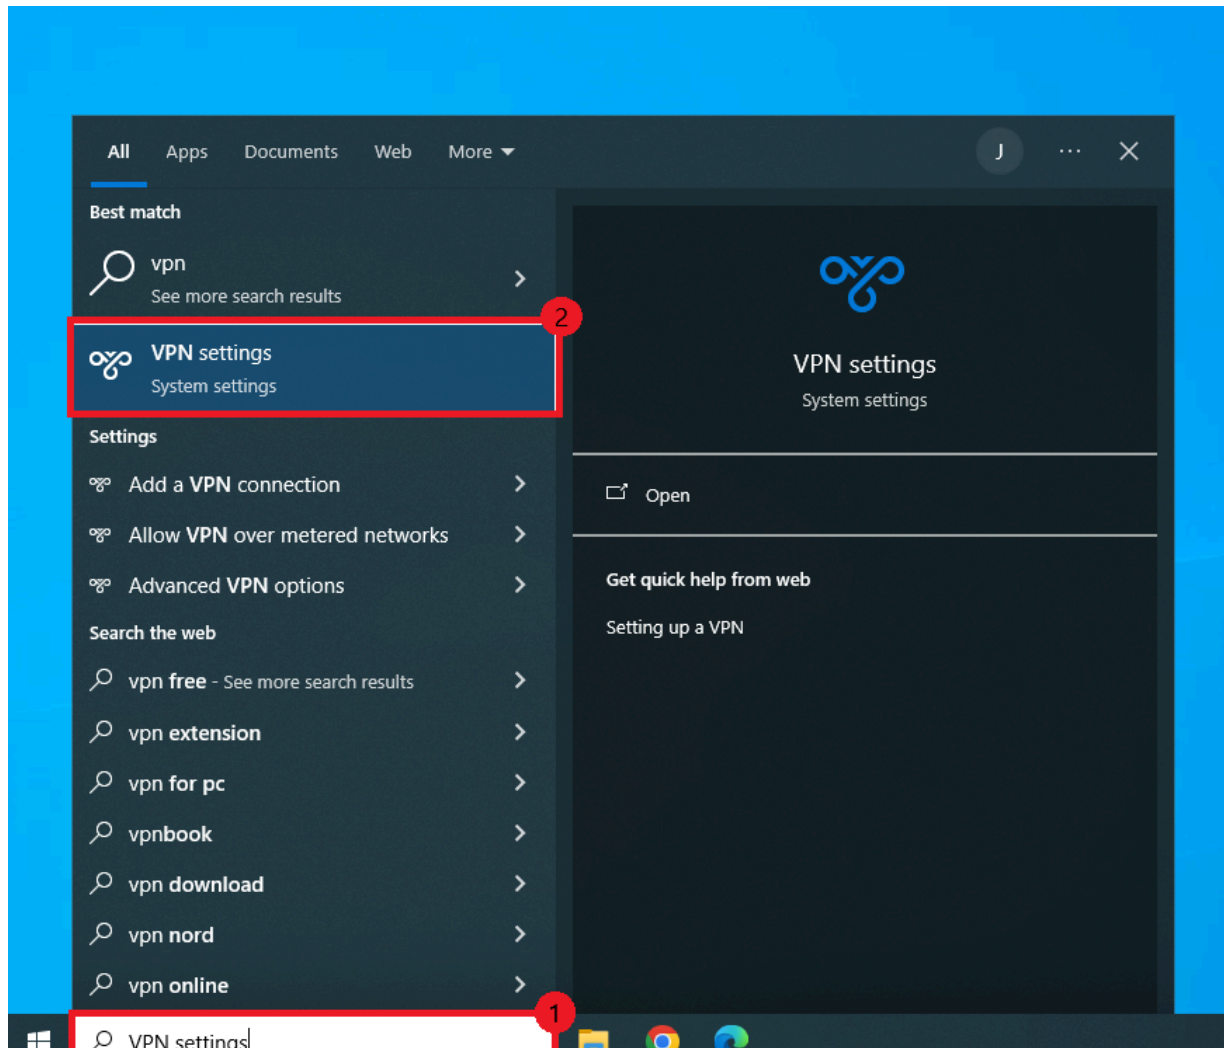 All Apps Documents Web More J ...
Best match
vpn
See more search results
2
VPN settings
System settings
Settings
Add a VPN connection
Allow VPN over metered networks
Advanced VPN options
Search the web
vpn free - See more search results
vpn extension
vpn for pc
vpnbook
vpn download
vpn nord
vpn online
VPN settings
System settings
Open
Get quick help from web
Setting up a VPN
1
VPN settings